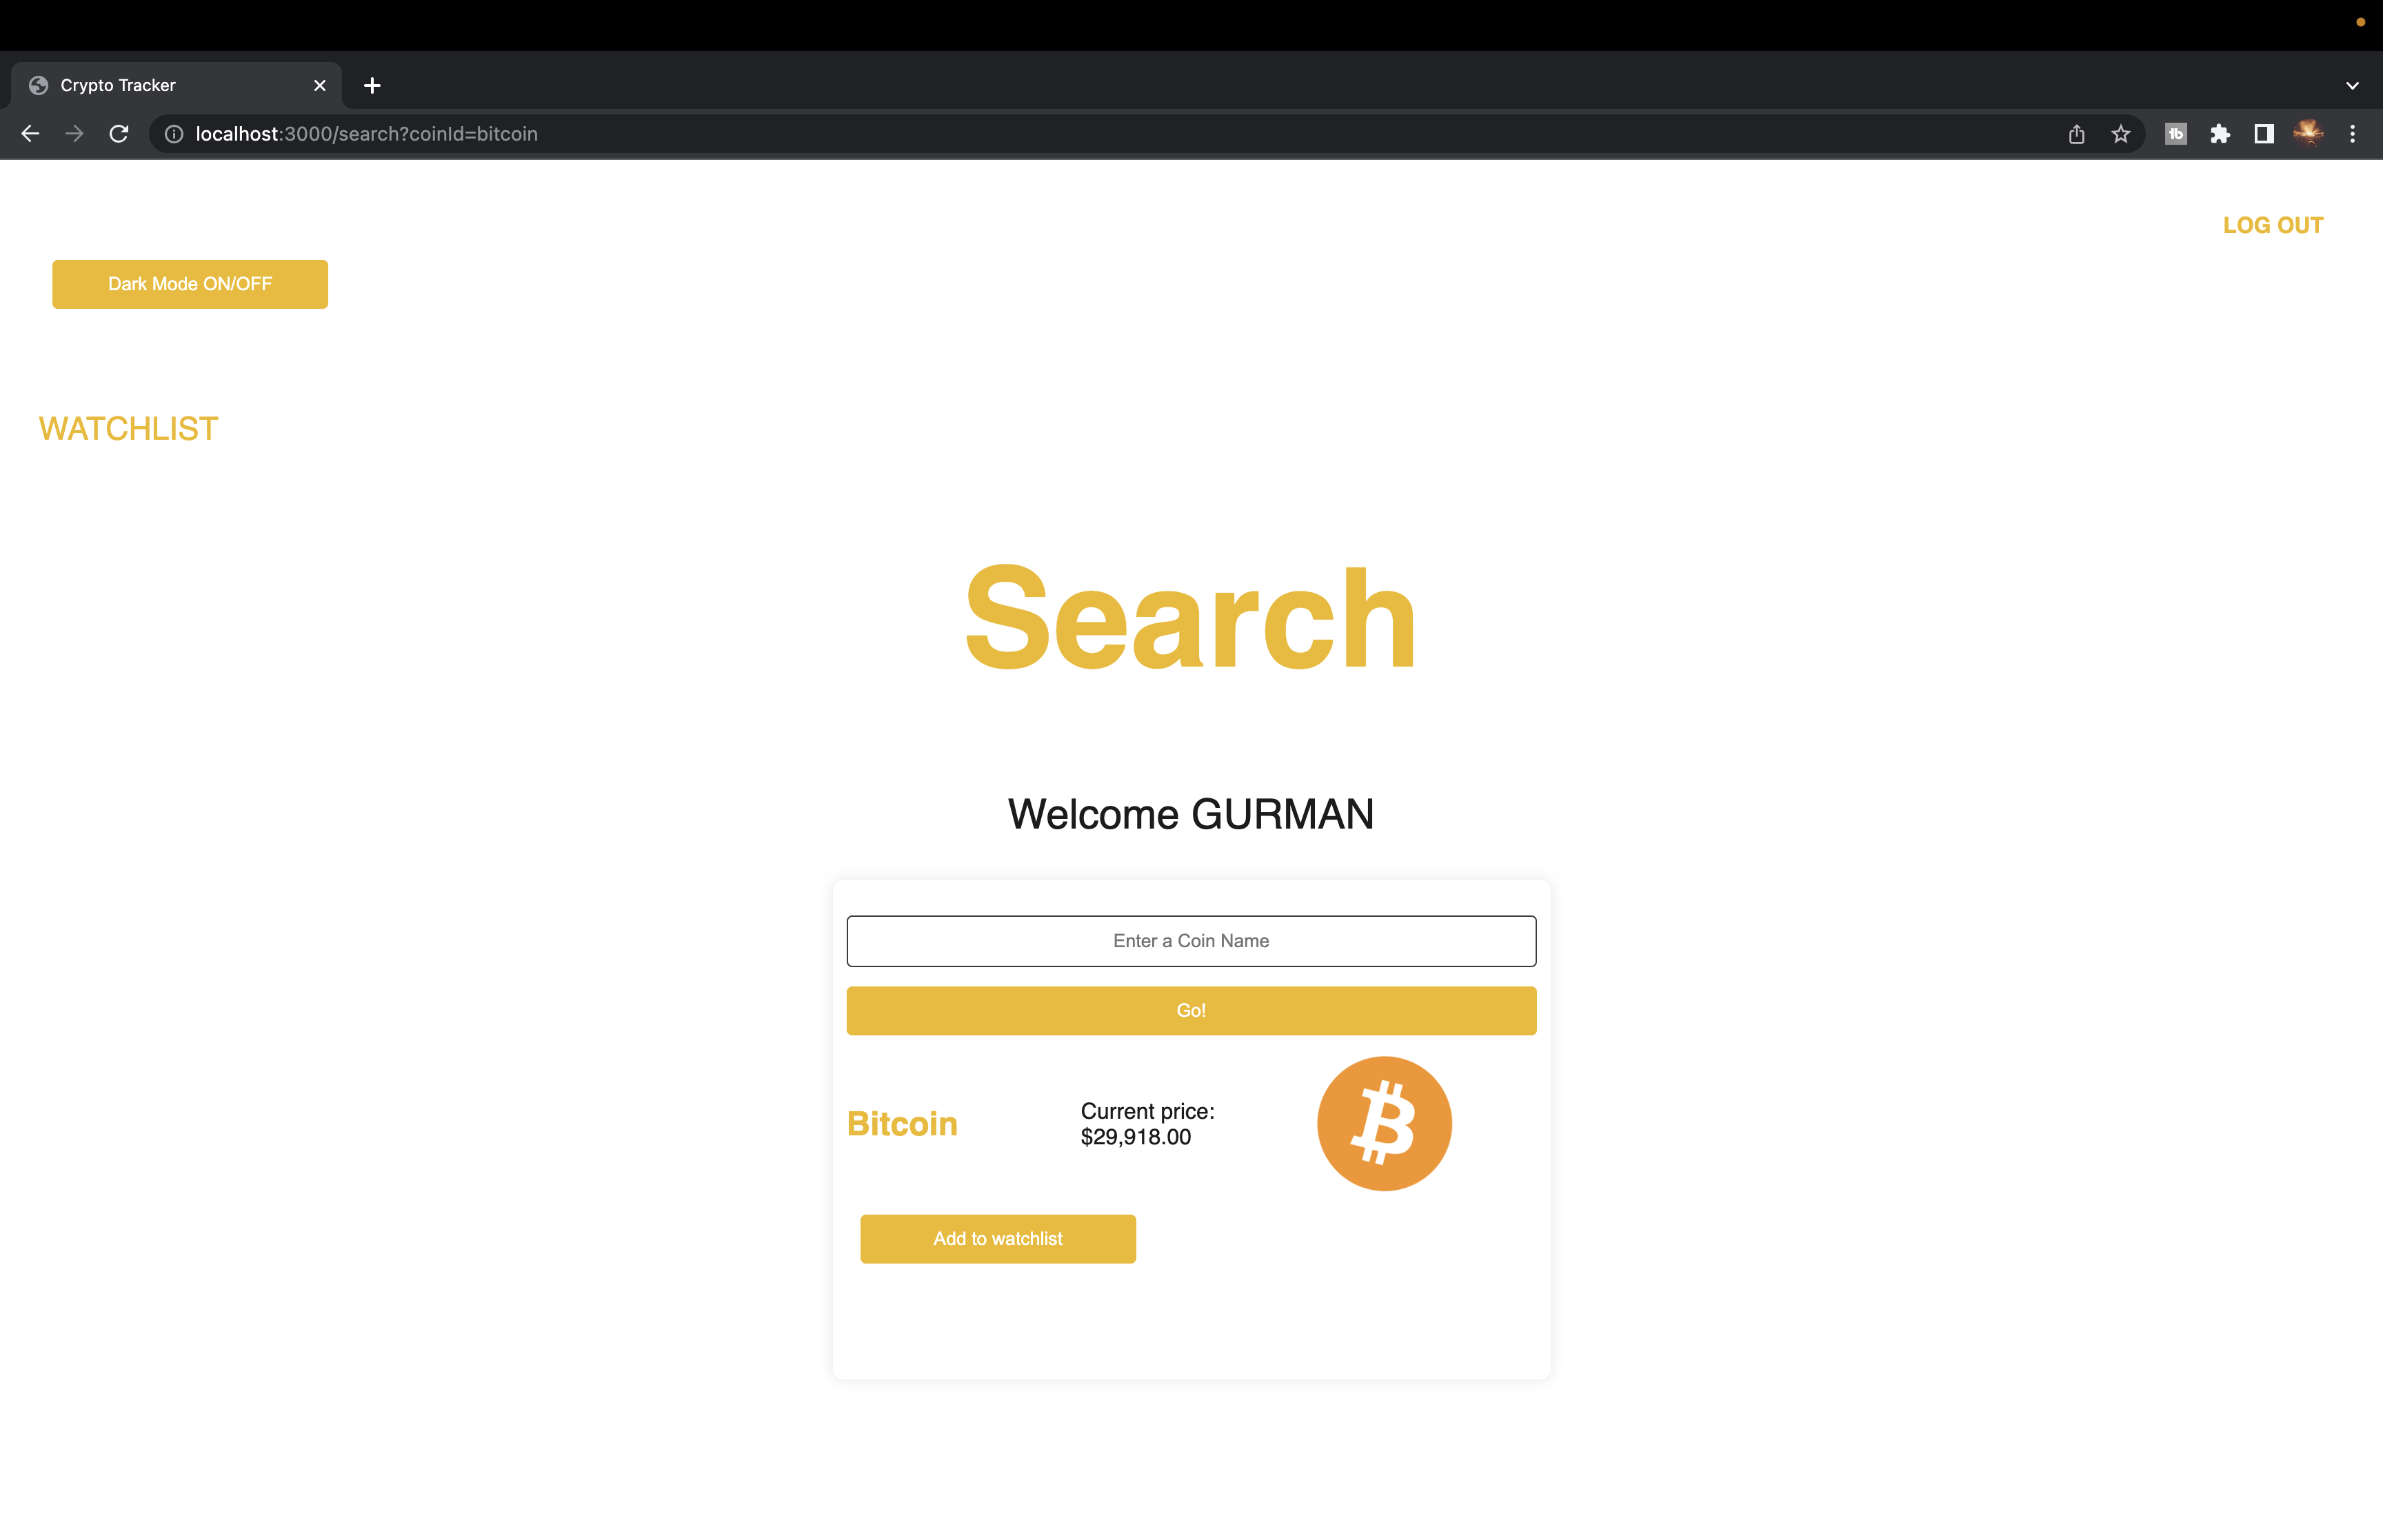 Crypto Tracker
localhost:3000/search?coinId=bitcoin
LOG OUT
Dark Mode ON/OFF
WATCHLIST
Search
Welcome GURMAN
Enter a Coin Name
Go!
Bitcoin
Current price:
$29,918.00
Add to watchlist